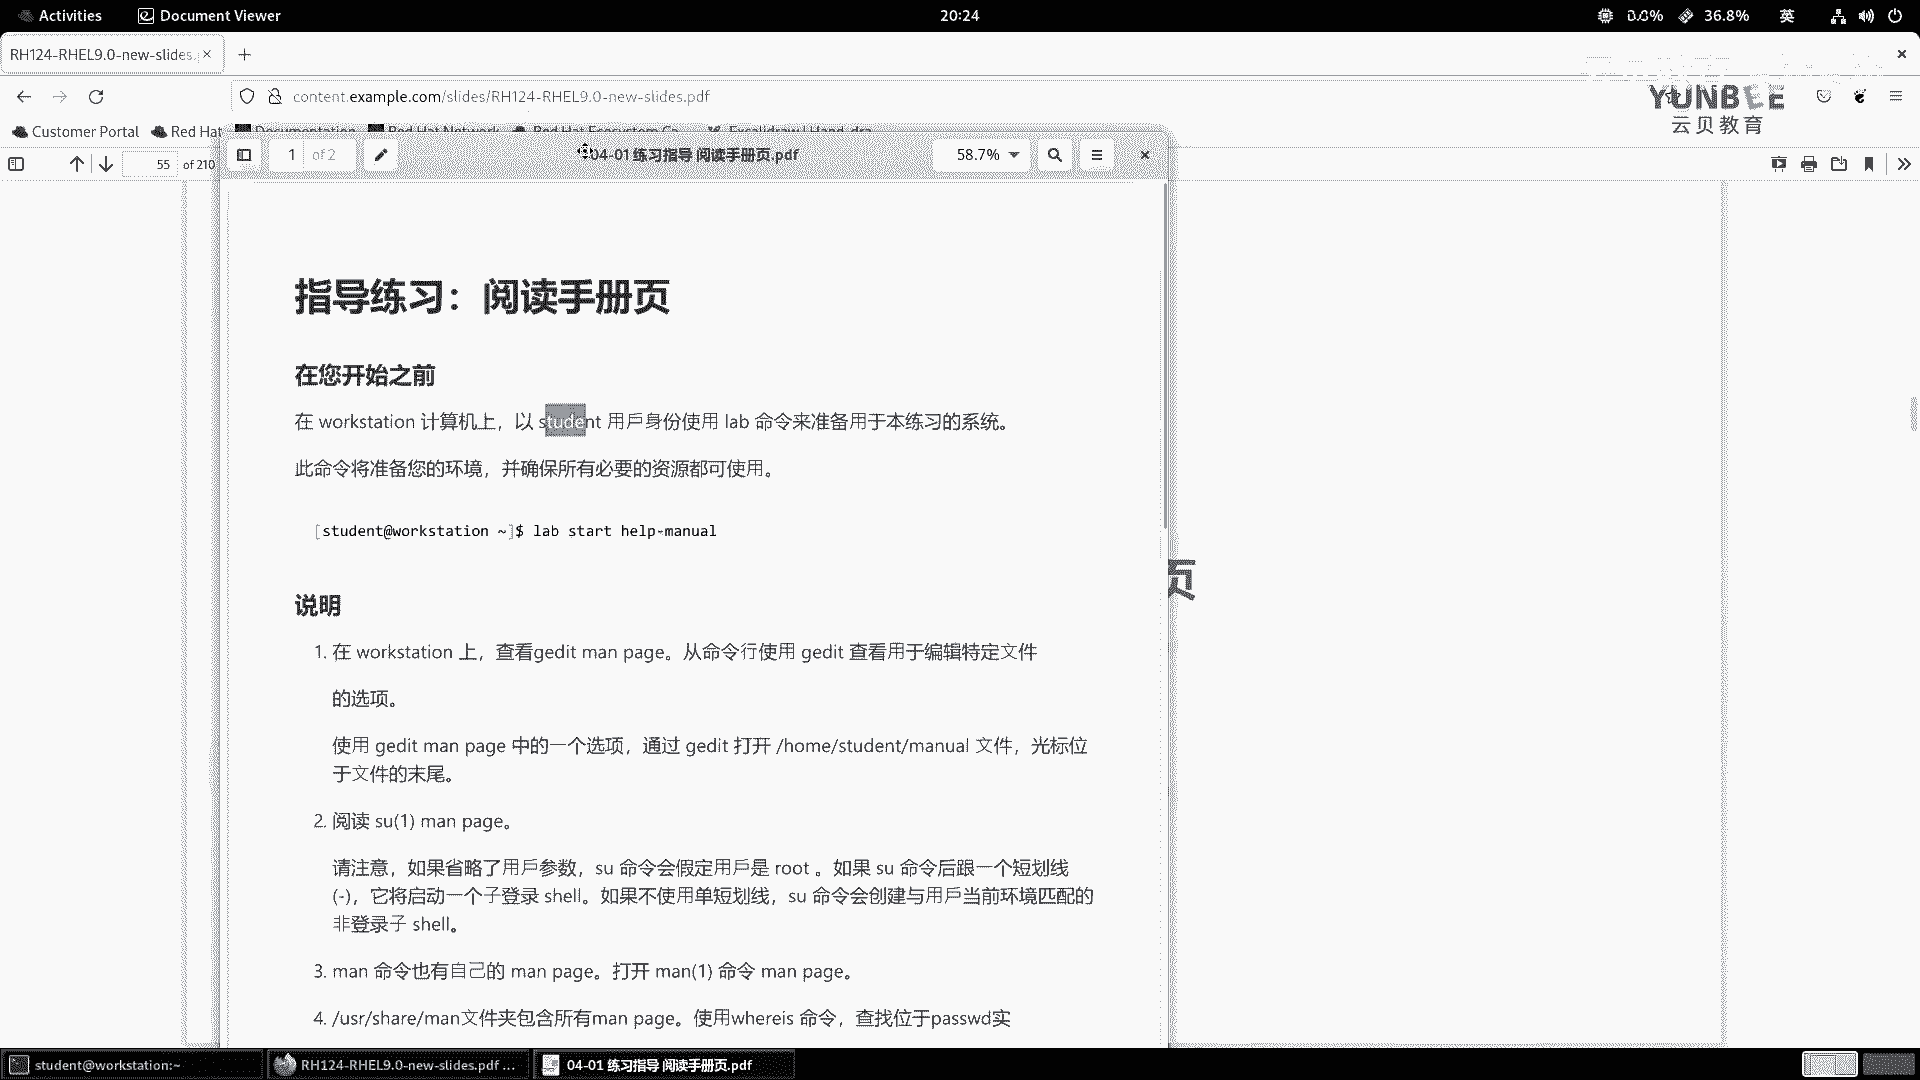 Activities
Document Viewer
20:24
36.8%
英
RH124-RHEL9.0-new-slides.
content.example.com/slides/RH124-RHEL9.0-new-slides.pdf
YUNBEE
云贝教育
Customer Portal
Red Hat
55 of 210
1 of 2
04-01 练习指导 阅读手册页.pdf
58.7%
指导练习：阅读手册页
在您开始之前
在 workstation 计算机上，以 student 用戶身份使用 lab 命令来准备用于本练习的系统。
此命令将准备您的环境，并确保所有必要的资源都可使用。
[student@workstation ~]$ lab start help-manual
页
说明
1. 在 workstation 上，查看gedit man page。从命令行使用 gedit 查看用于编辑特定文件
的选项。
使用 gedit man page 中的一个选项，通过 gedit 打开 /home/student/manual 文件，光标位
于文件的末尾。
2. 阅读 su(1) man page。
请注意，如果省略了用戶参数，su 命令会假定用戶是 root 。如果 su 命令后跟一个短划线
(-)，它将启动一个子登录 shell。如果不使用单短划线，su 命令会创建与用戶当前环境匹配的
非登录子 shell。
3. man 命令也有自己的 man page。打开 man(1) 命令 man page。
4. /usr/share/man文件夹包含所有man page。使用whereis 命令，查找位于passwd实
student@workstation:~
RH124-RHEL9.0-new-slides.pdf ...
04-01 练习指导 阅读手册页.pdf